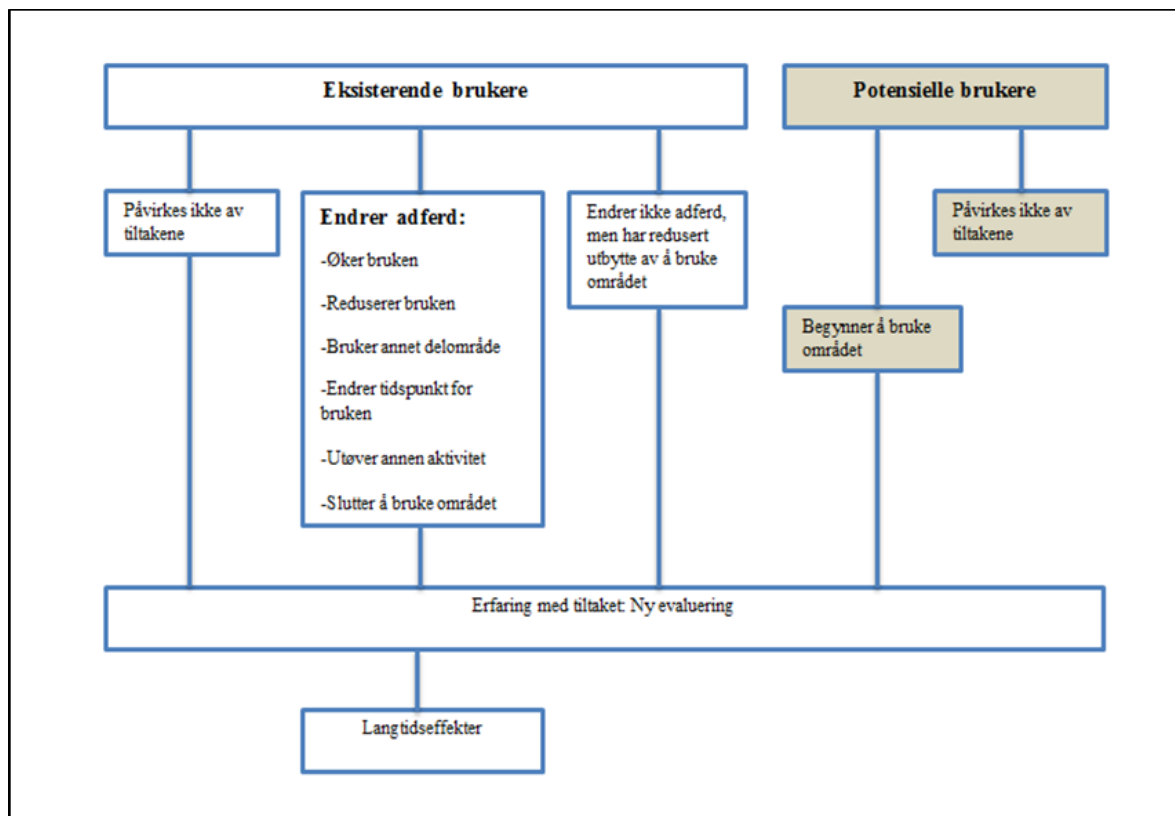 Eksisterende brukere
Potensielle brukere
Påvirkes ikke av
tiltakene
Endrer adferd:
-Øker bruken
-Reduserer bruken
-Bruker annet delområde
-Endrer tidspunkt for
bruken
-Utøver annen aktivitet
-Slutter å bruke området
Endrer ikke adferd,
men har redusert
utbytte av å bruke
området
Påvirkes ikke av
tiltakene
Begynner å bruke
området
Erfaring med tiltaket: Ny evaluering
Langtidseffekter